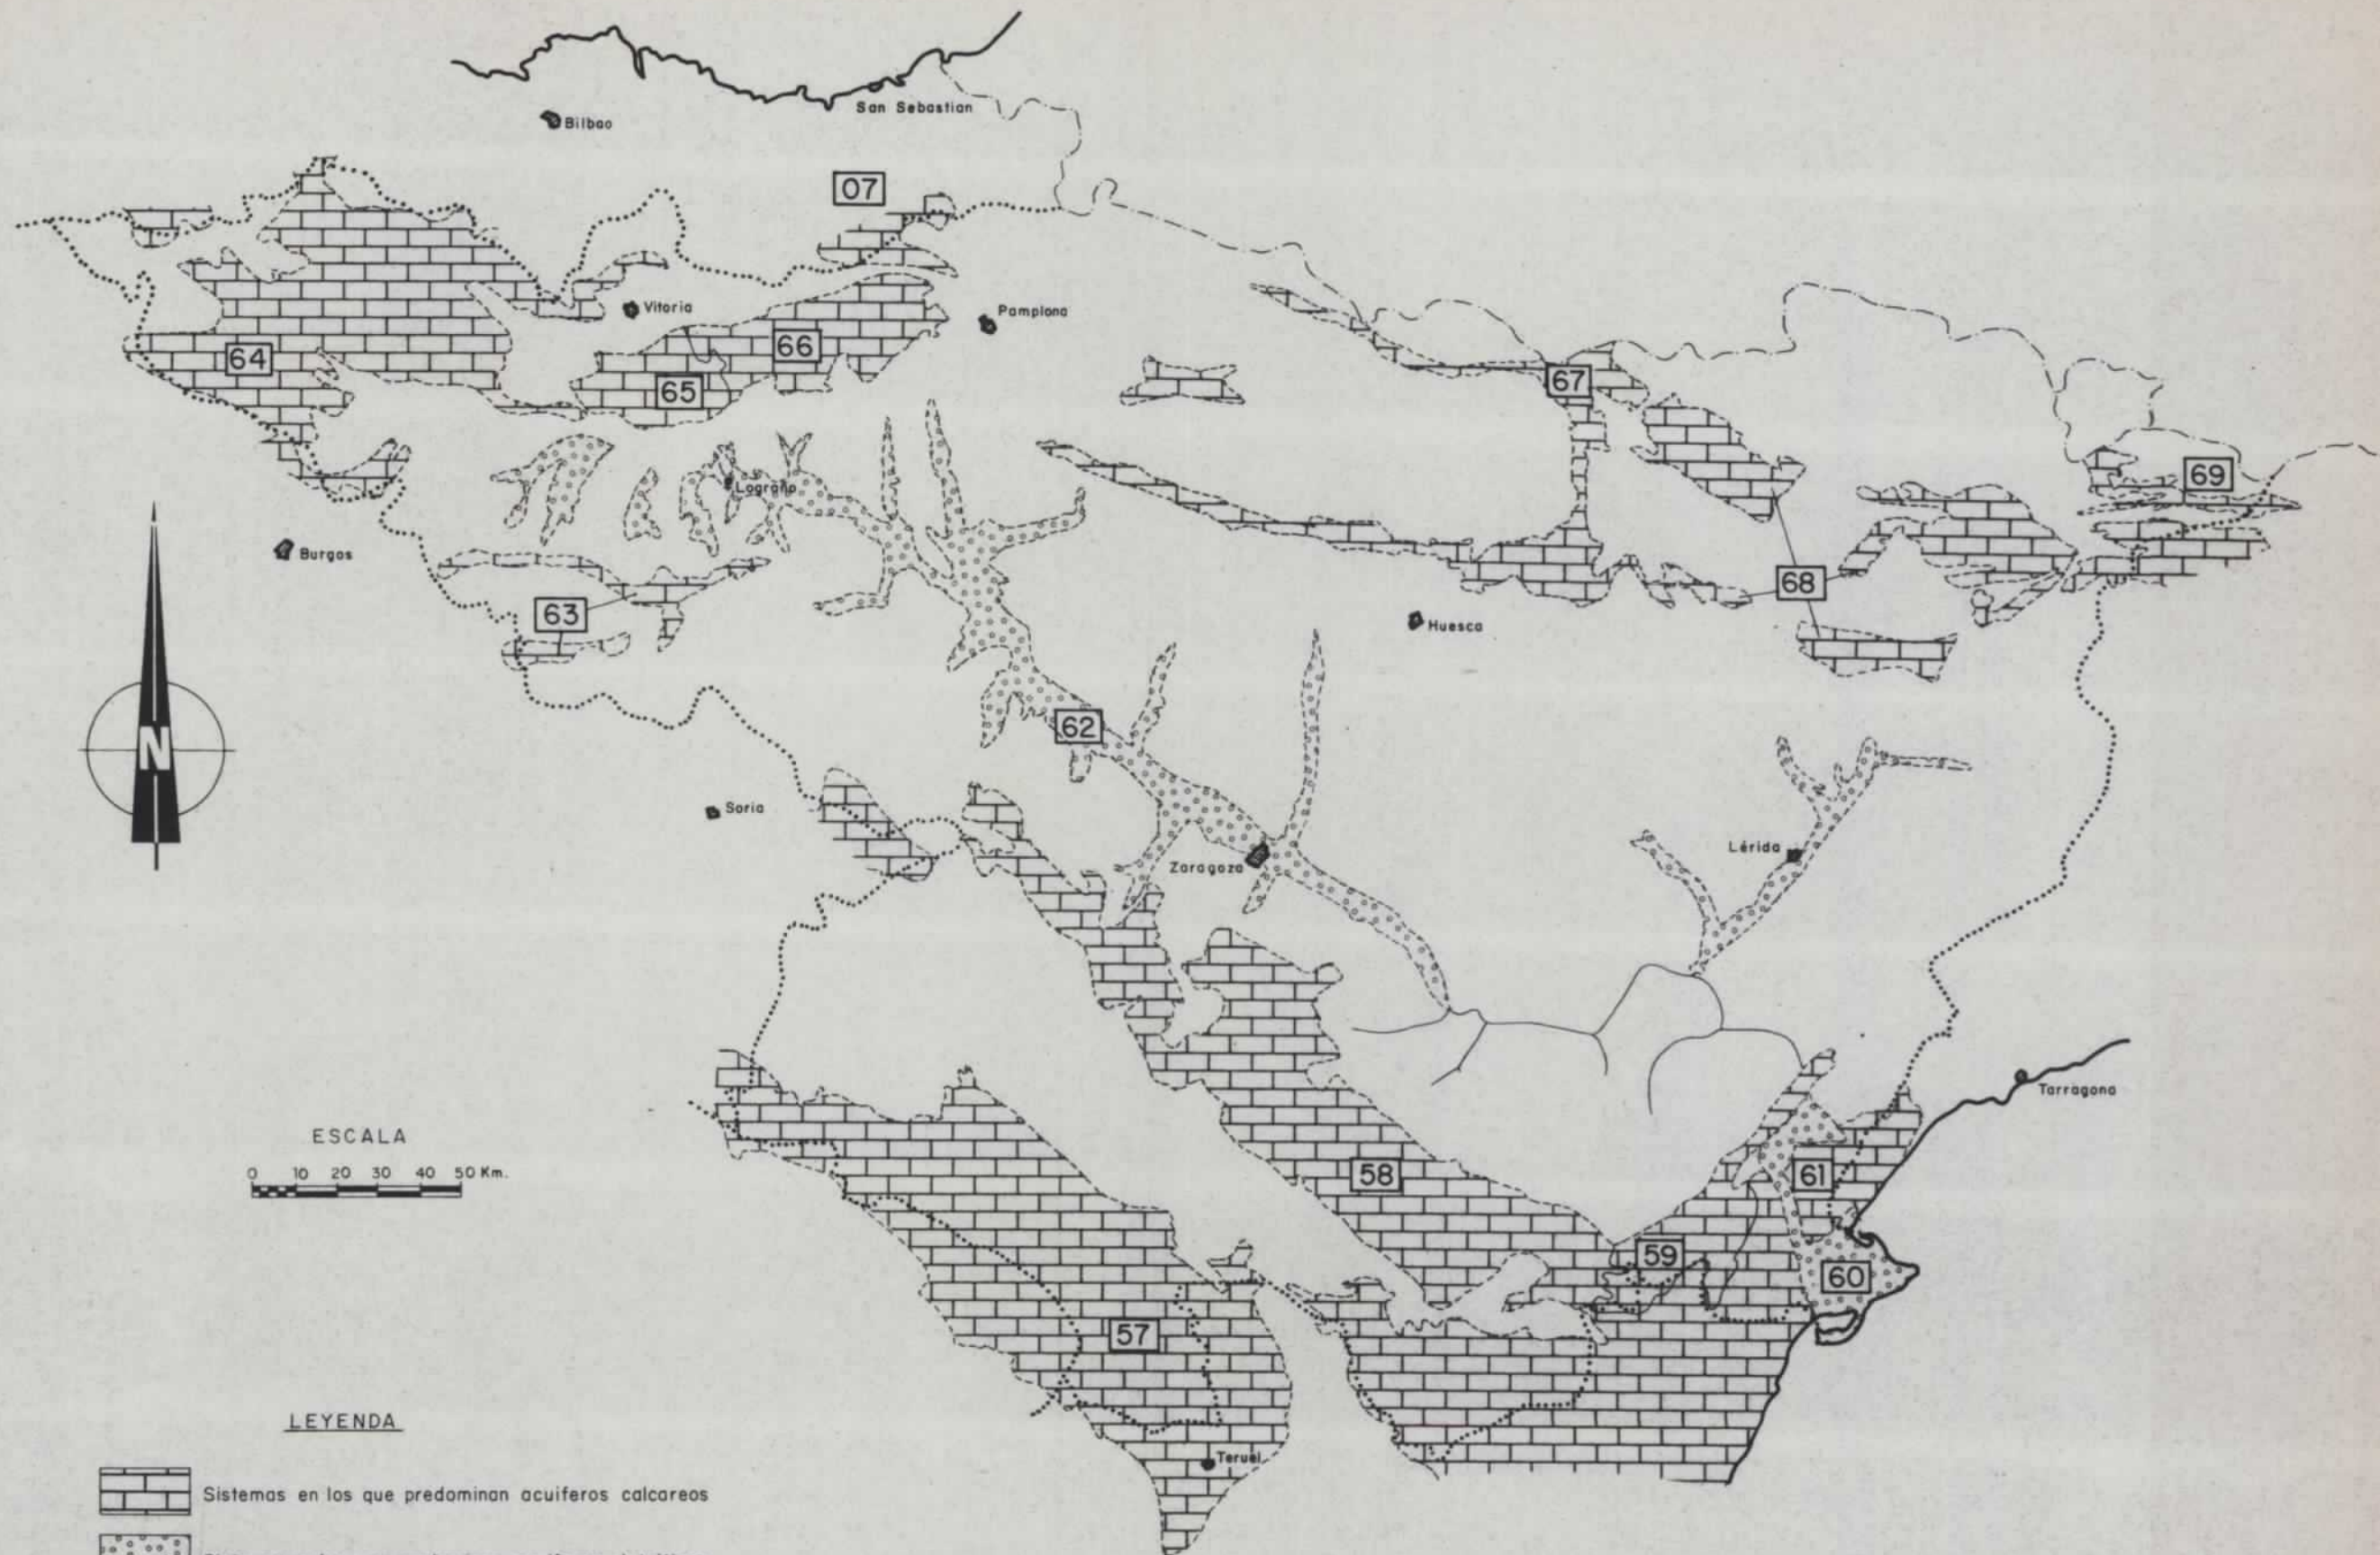 San Sebastian
Bilbao
07
Vitoria
Pamplona
66
64
65
67
69
Logroño
Burgos
68
63
Huesca
62
N
Soria
Lérida
Zaragoza
Tarragona
ESCALA
0 10 20 30 40 50 Km.
58
61
59
60
57
LEYENDA
Teruel
Sistemas en los que predominan acuiferos calcareos